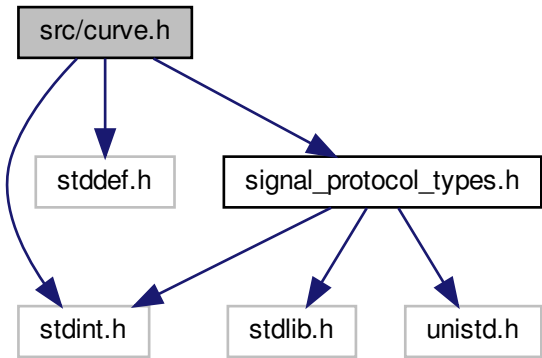 src/curve.h
stddef.h
signal_protocol_types.h
stdint.h
stdlib.h
unistd.h